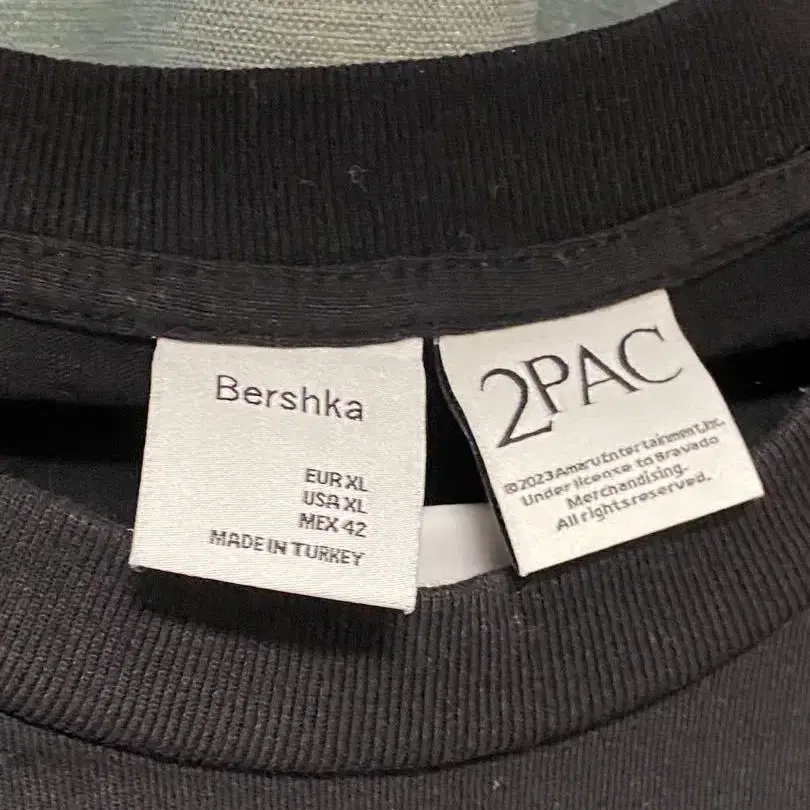 Bershka
EUR XL
USA XL
MEX 42
MADE IN TURKEY
2PAC
©2023 Amaru Entertainment, Inc.
Under license to Bravado
Merchandising.
All rights reserved.